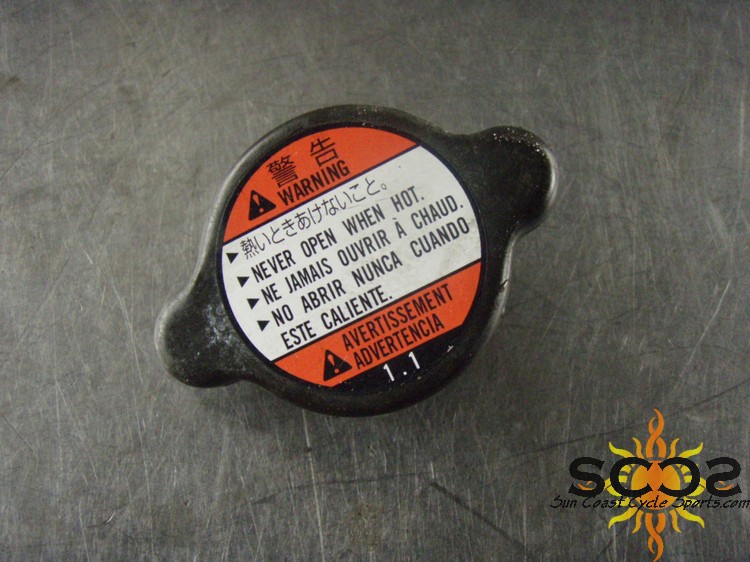 警告
WARNING
▶熱いときあけないこと。
▶NEVER OPEN WHEN HOT.
▶NE JAMAIS OUVRIR À CHAUD.
▶NO ABRIR NUNCA CUANDO
ESTE CALIENTE.
AVERTISSEMENT
ADVERTENCIA
1.1
SCCS
Sun Coast Cycle Sports.com